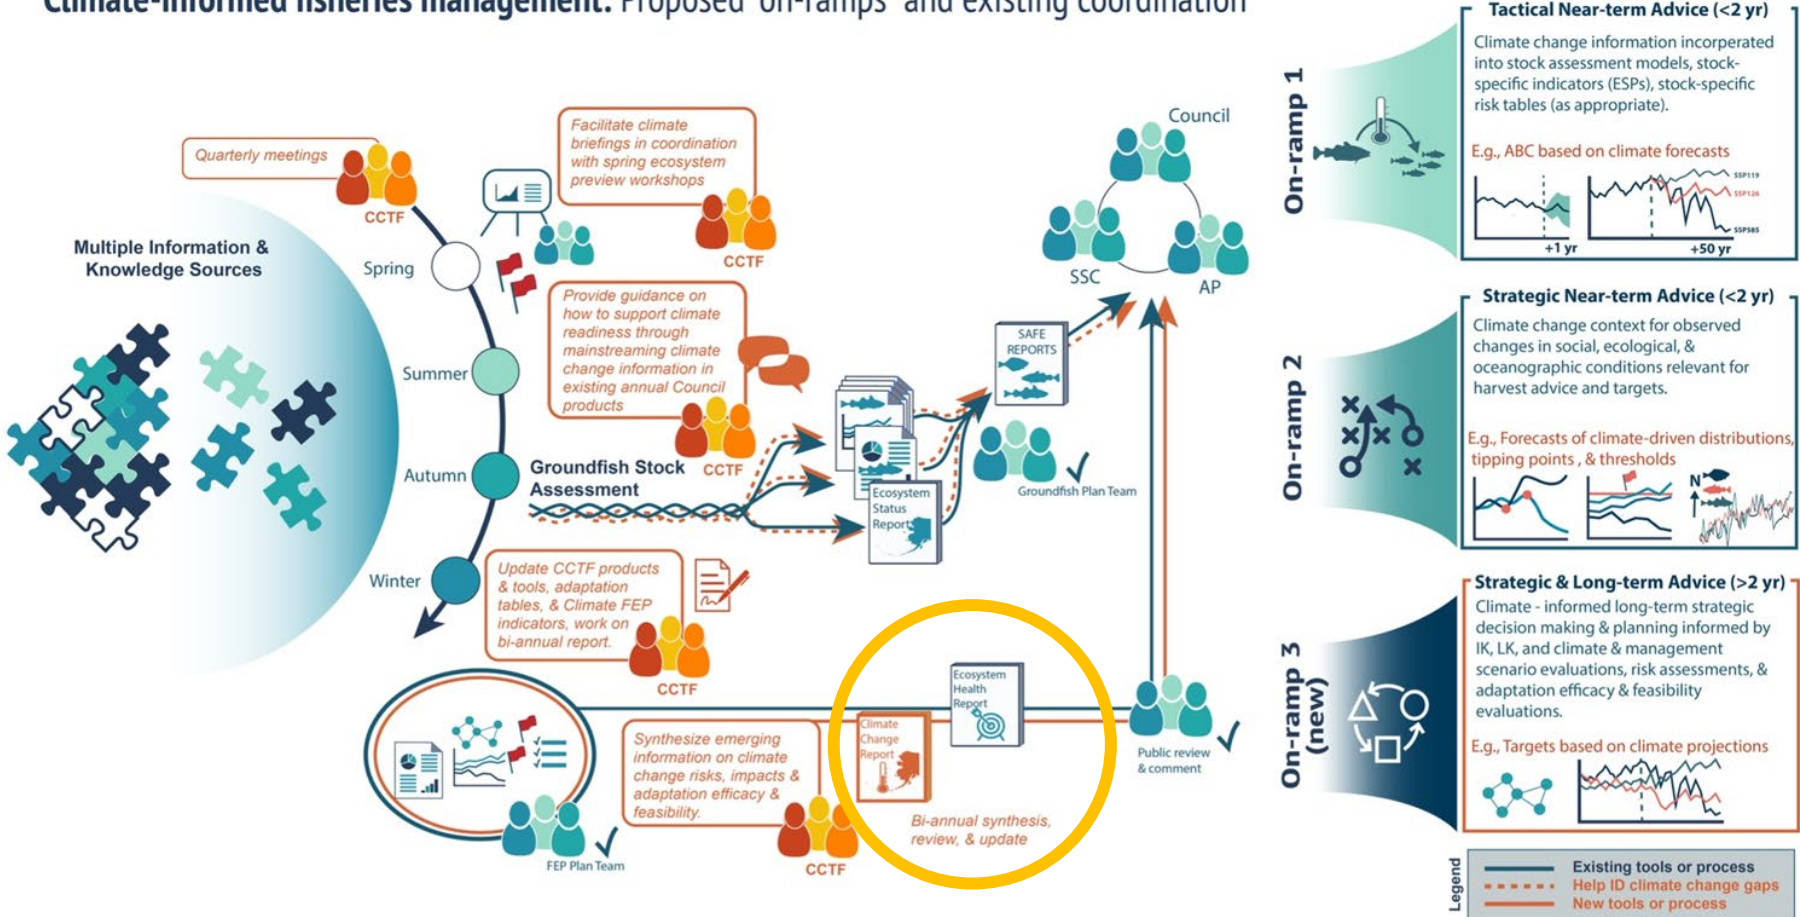 Climate-informed fisheries management: Proposed 'on-ramps' and existing coordination
Quarterly meetings
CCTF
Multiple Information &
Knowledge Sources
Spring
Summer
Autumn
Winter
Facilitate climate
briefings in coordination
with spring ecosystem
preview workshops
CCTF
Provide guidance on
how to support climate
readiness through
mainstreaming climate
change information in
existing annual Council
products
CCTF
Groundfish Stock
Assessment
Ecosystem
Status
Report
SAFE
REPORTS
Groundfish Plan Team
Council
SSC
AP
Update CCTF products
& tools, adaptation
tables, & Climate FEP
indicators, work on
bi-annual report.
CCTF
FEP Plan Team
Synthesize emerging
information on climate
change risks, impacts &
adaptation efficacy &
feasibility.
CCTF
Climate
Change
Report
Ecosystem
Health
Report
Bi-annual synthesis,
review, & update
Public review
& comment
On-ramp 1
Tactical Near-term Advice (<2 yr)
Climate change information incorperated
into stock assessment models, stock-
specific indicators (ESPs), stock-specific
risk tables (as appropriate).
E.g., ABC based on climate forecasts
+1 yr
SSP119
SSP126
SSP585
+50 yr
On-ramp 2
Strategic Near-term Advice (<2 yr)
Climate change context for observed
changes in social, ecological, &
oceanographic conditions relevant for
harvest advice and targets.
E.g., Forecasts of climate-driven distributions,
tipping points , & thresholds
N
On-ramp 3
(new)
Strategic & Long-term Advice (>2 yr)
Climate - informed long-term strategic
decision making & planning informed by
IK, LK, and climate & management
scenario evaluations, risk assessments, &
adaptation efficacy & feasibility
evaluations.
E.g., Targets based on climate projections
Legend
Existing tools or process
Help ID climate change gaps
New tools or process